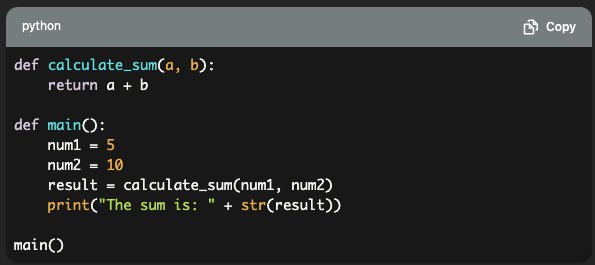 python
Copy
def calculate_sum(a, b):
    return a + b
def main():
    num1 = 5
    num2 = 10
    result = calculate_sum(num1, num2)
    print("The sum is: " + str(result))
main()